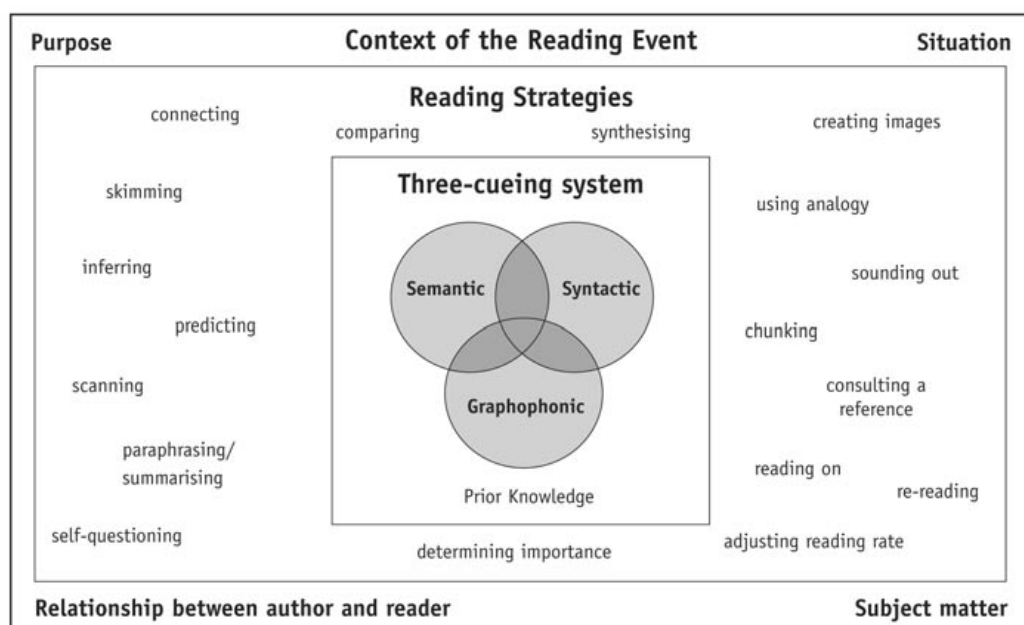 Purpose
Context of the Reading Event
Situation
Reading Strategies
connecting
comparing
synthesising
creating images
Three-cueing system
skimming
using analogy
inferring
Semantic
Syntactic
sounding out
predicting
chunking
scanning
Graphophonic
consulting a
reference
paraphrasing/
summarising
reading on
Prior Knowledge
re-reading
self-questioning
determining importance
adjusting reading rate
Relationship between author and reader
Subject matter